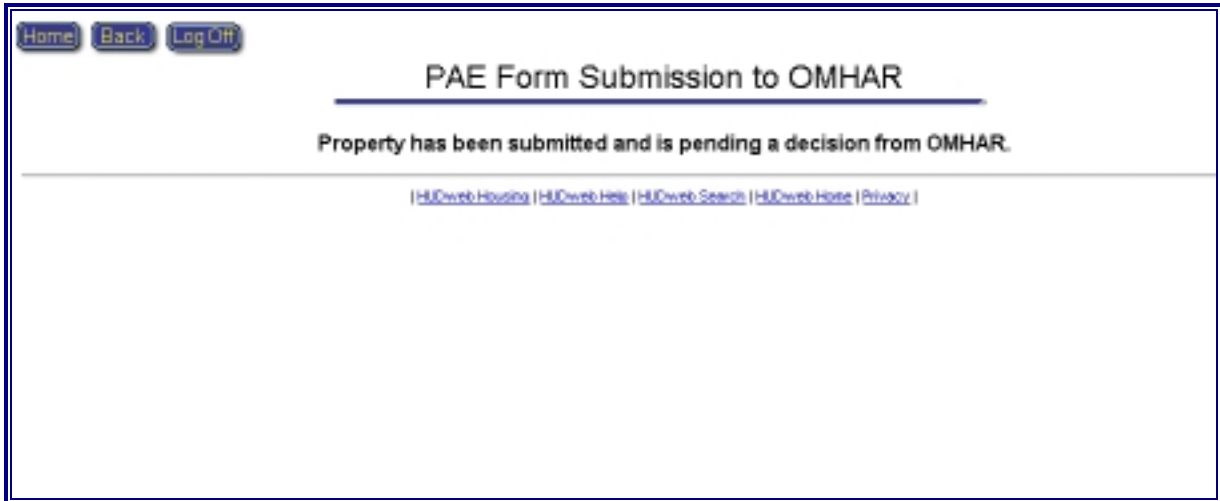 Home Back Log Off
PAE Form Submission to OMHAR
Property has been submitted and is pending a decision from OMHAR.
| HUDweb Housing | HUDweb Help | HUDweb Search | HUDweb Home | Privacy |